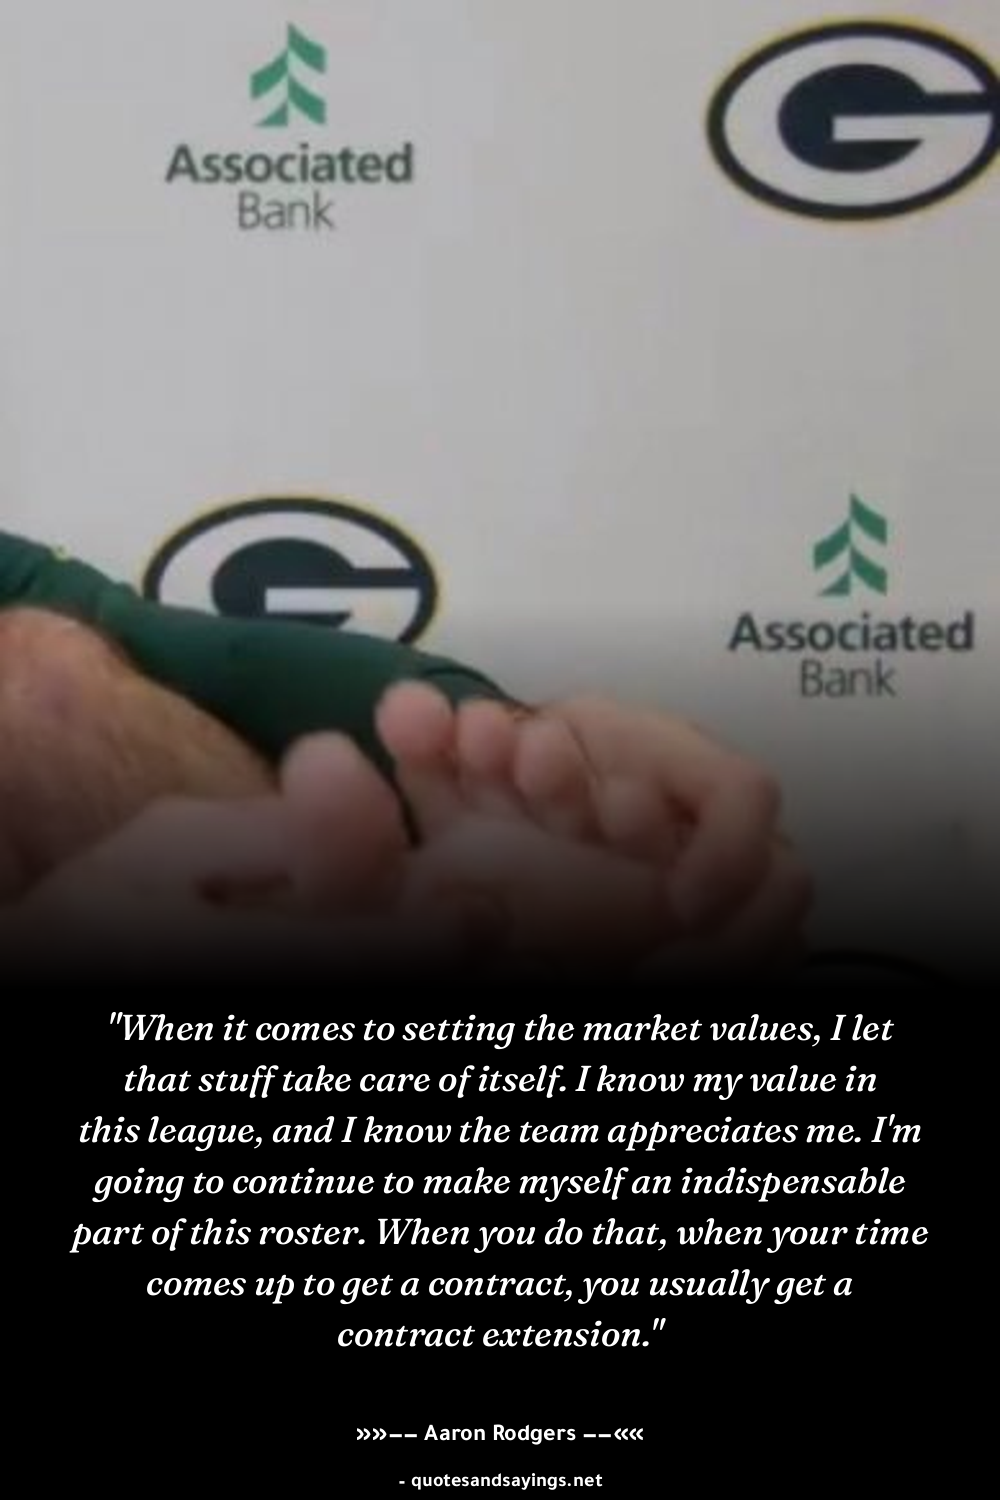 Associated
Bank
G
G
Associated
Bank
"When it comes to setting the market values, I let
that stuff take care of itself. I know my value in
this league, and I know the team appreciates me. I'm
going to continue to make myself an indispensable
part of this roster. When you do that, when your time
comes up to get a contract, you usually get a
contract extension."
»»−− Aaron Rodgers −−««
- quotesandsayings.net